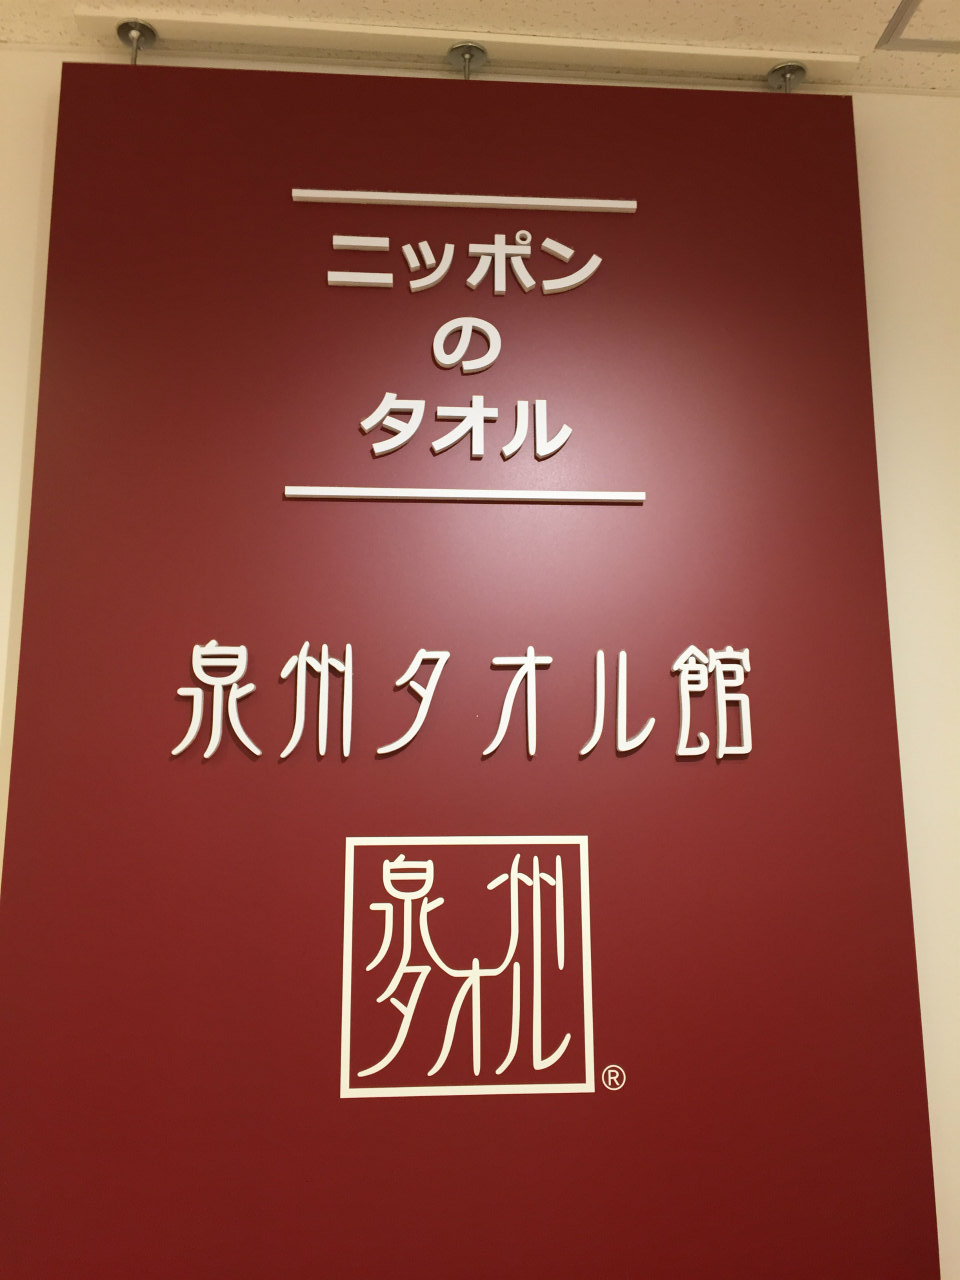 ニッポン
の
タオル
泉州タオル館
泉州
タオル
®